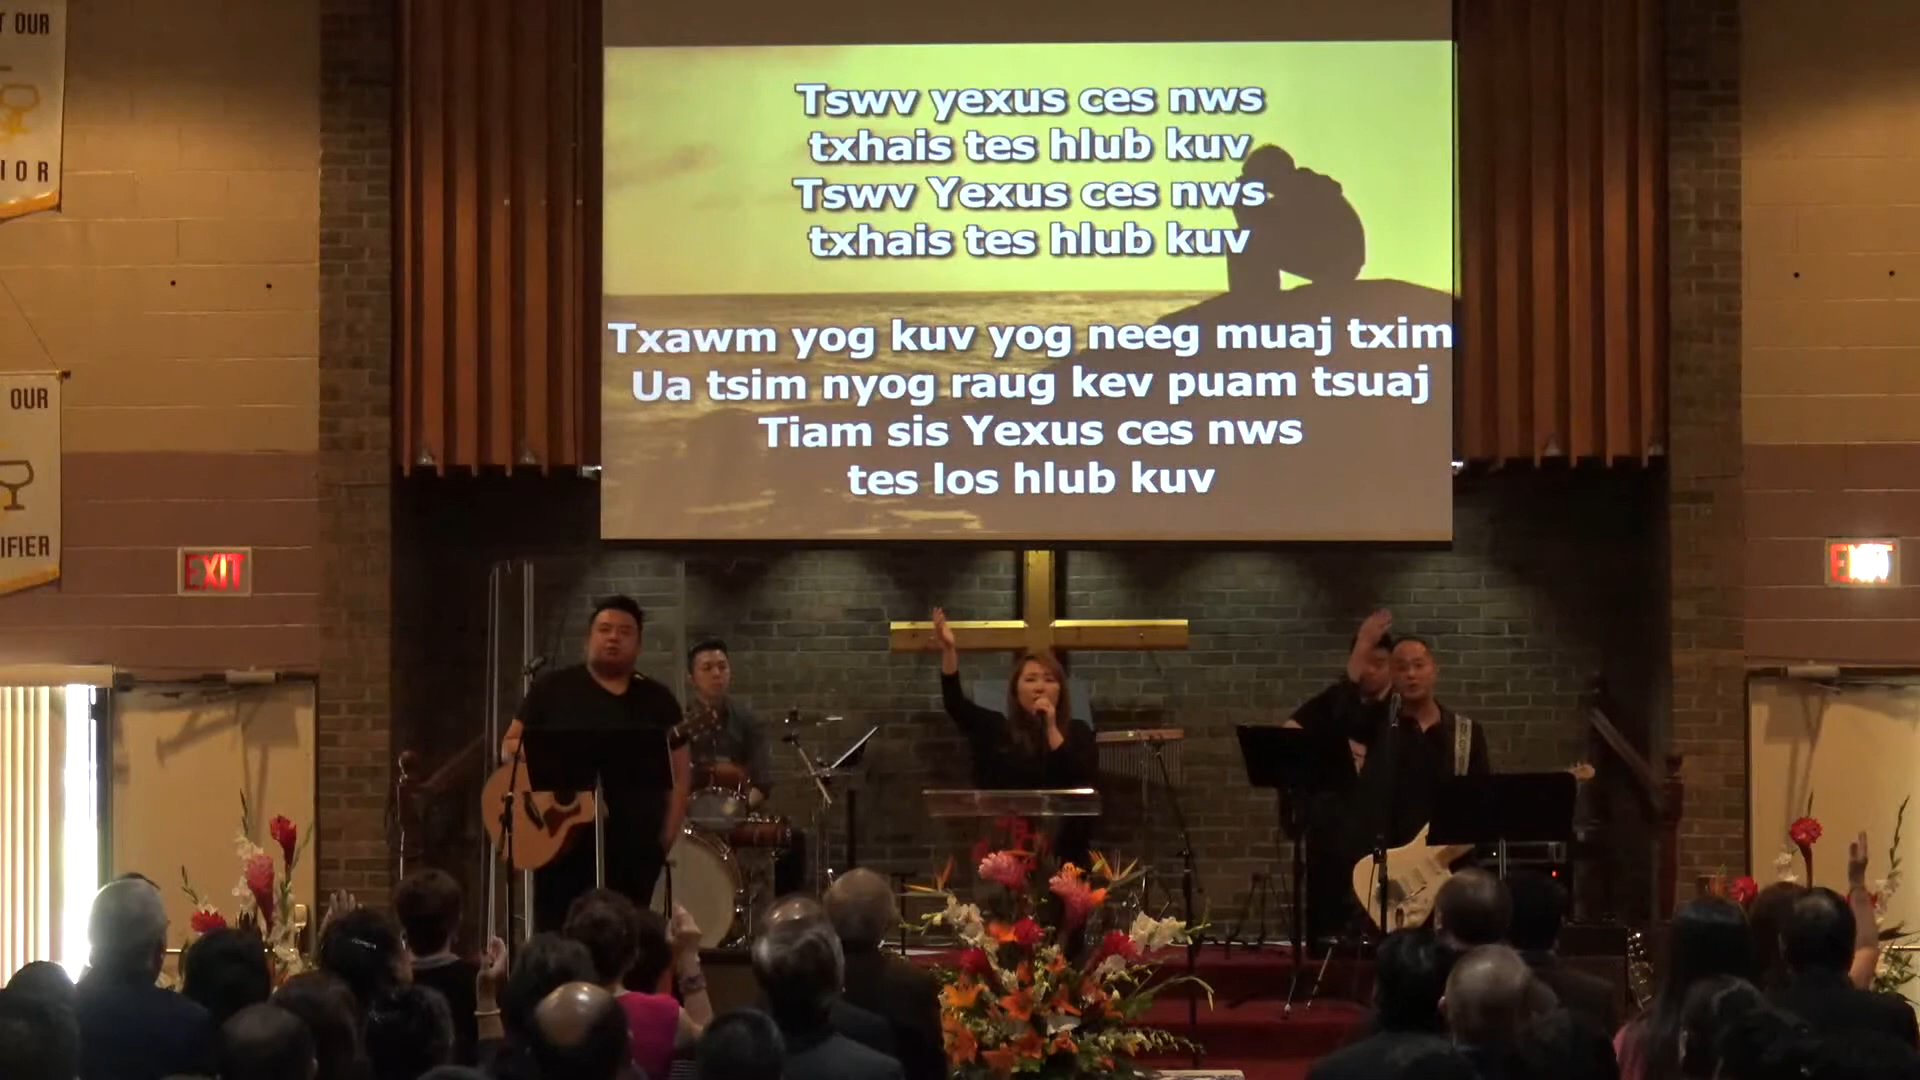 Tswv yexus ces nws
txhais tes hlub kuv
Tswv Yexus ces nws
txhais tes hlub kuv
Txawm yog kuv yog neeg muaj txim
Ua tsim nyog raug kev puam tsuaj
Tiam sis Yexus ces nws
tes los hlub kuv
OUR
IOR
OUR
IFIER
EXIT
EXIT